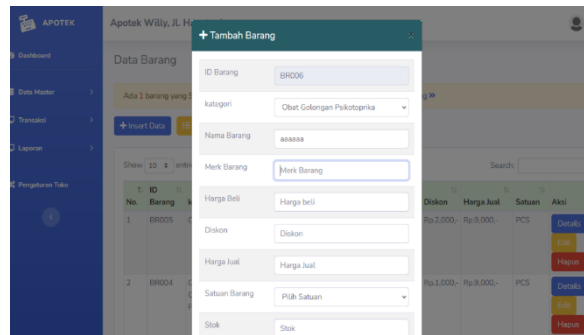 APOTEK
Apotek Willy, Jl.
Dashboard
Data Master
Transaksi
Laporan
Pengaturan Toko
Data Barang
Ada 1 barang yang
+ Insert Data
Show 10 entri
Search:
+ Tambah Barang
ID Barang
BR006
kategori
Obat Golongan Psikotoprika
Nama Barang
aaaaaa
Merk Barang
Merk Barang
Harga Beli
Harga beli
Diskon
Diskon
Harga Jual
Harga Jual
Satuan Barang
Pilih Satuan
Stok
Stok
No. ID Barang Diskon Harga Jual Satuan Aksi
1 BR005 Rp.2,000,- Rp.9,000,- PCS Details
Edit
Hapus
2 BR004 Rp.1,000,- Rp.9,000,- PCS Details
Edit
Hapus